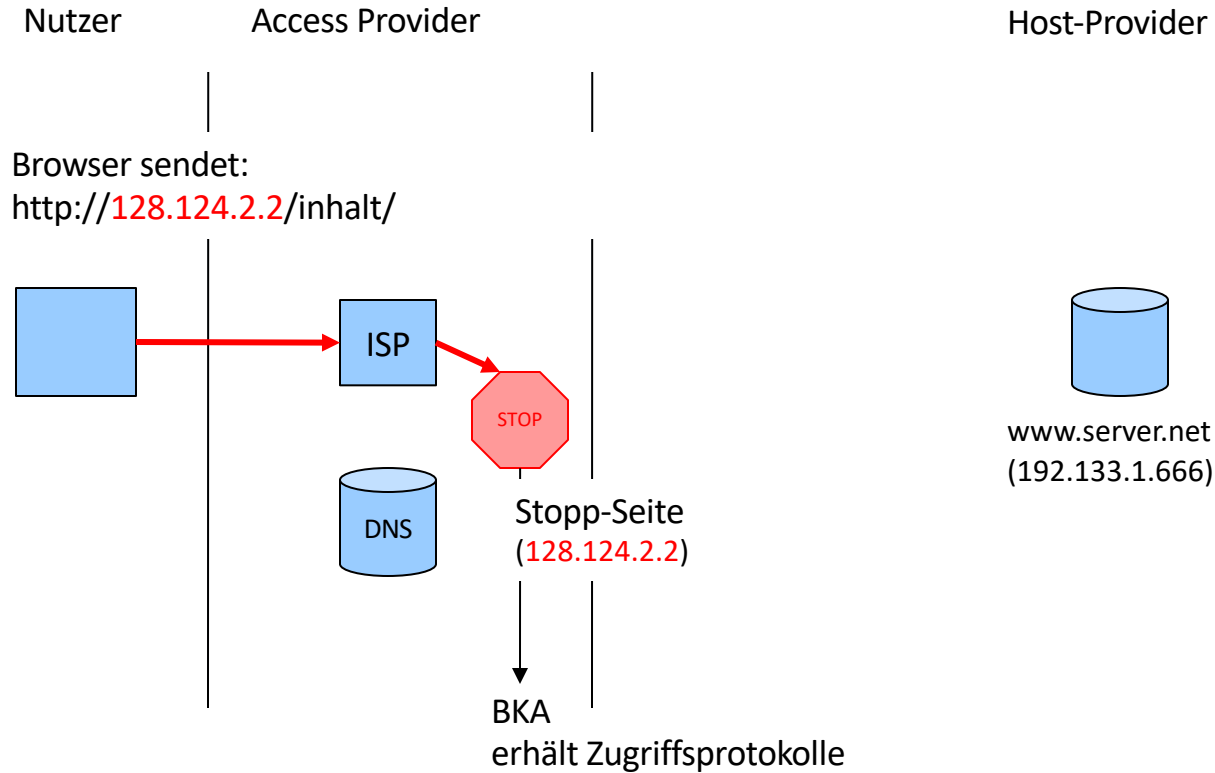 Nutzer
Access Provider
Host-Provider
Browser sendet:
http://128.124.2.2/inhalt/
ISP
STOP
www.server.net
(192.133.1.666)
DNS
Stopp-Seite
(128.124.2.2)
BKA
erhält Zugriffsprotokolle